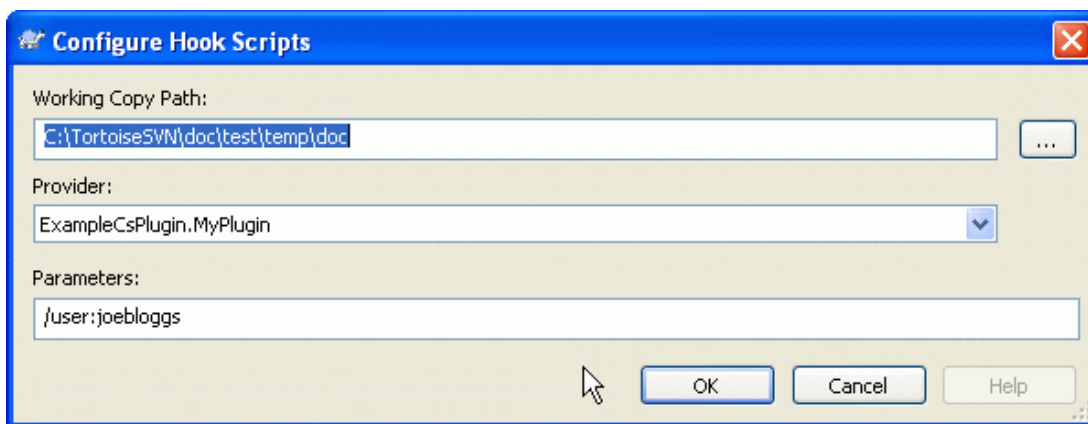 Configure Hook Scripts
Working Copy Path:
C:\TortoiseSVN\doc\test\temp\doc
...
Provider:
ExampleCsPlugin.MyPlugin
Parameters:
/user:joebloggs
OK Cancel Help